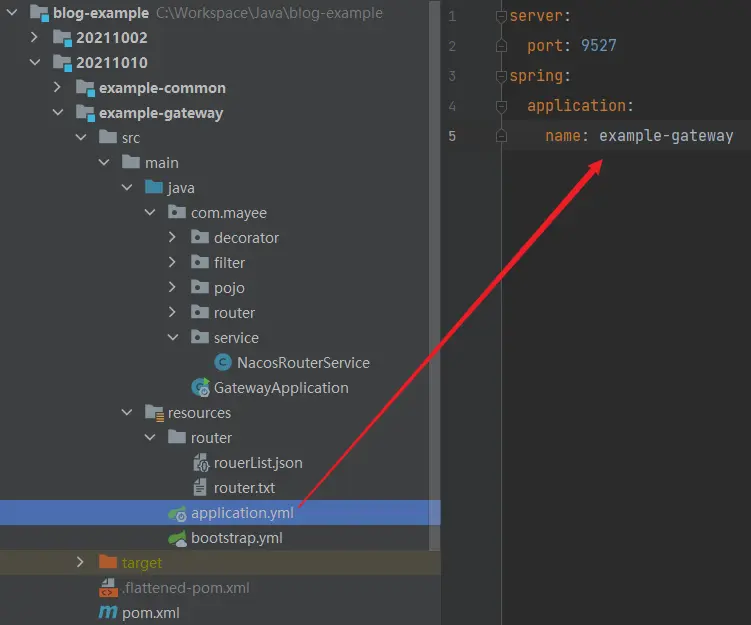 blog-example C:\Workspace\Java\blog-example
20211002
20211010
example-common
example-gateway
src
main
java
com.mayee
decorator
filter
pojo
router
service
NacosRouterService
GatewayApplication
resources
router
rouerList.json
router.txt
application.yml
bootstrap.yml
target
.flattened-pom.xml
pom.xml
1 server:
2 port: 9527
3 spring:
4 application:
5 name: example-gateway